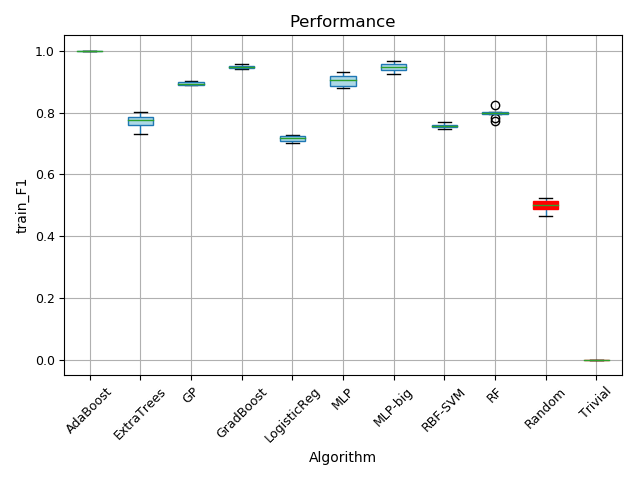 Performance
train_F1
1.0
0.8
0.6
0.4
0.2
0.0
AdaBoost
ExtraTrees
GP
GradBoost
LogisticReg
MLP
MLP-big
RBF-SVM
RF
Random
Trivial
Algorithm